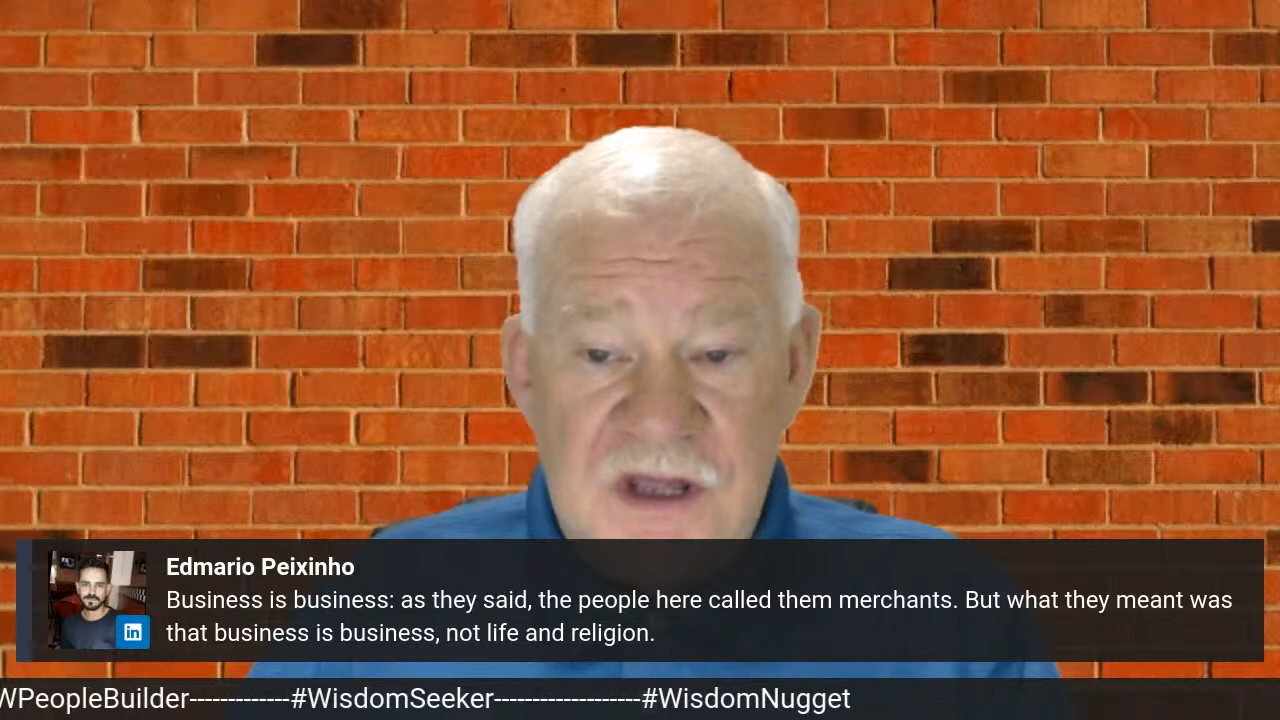 Edmario Peixinho
Business is business: as they said, the people here called them merchants. But what they meant was
that business is business, not life and religion.
in
WPeopleBuilder-------------#WisdomSeeker-------------------#WisdomNugget